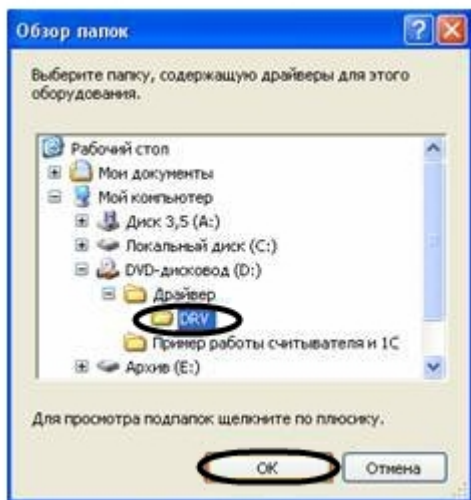 Обзор папок
Выберите папку, содержащую драйверы для этого
оборудования.
Рабочий стол
Мои документы
Мой компьютер
Диск 3,5 (A:)
Локальный диск (C:)
DVD-дисковод (D:)
Драйвер
DRV
Пример работы считывателя и 1С
Архив (E:)
Для просмотра подпапок щелкните по плюсику.
ОК Отмена